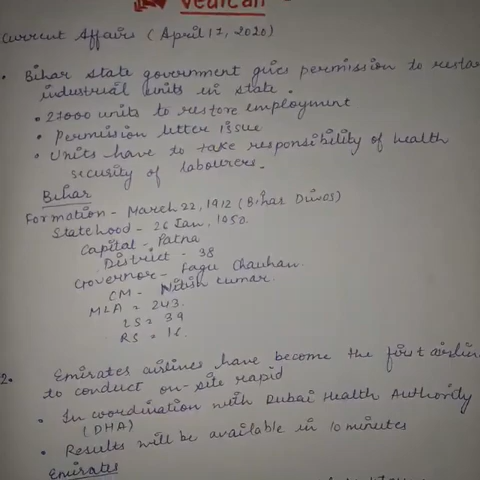 Vedican
Current Affairs (April 17, 2020)
• Bihar state government gives permission to restor
industrial units in state.
• 27000 units to restore employment
• Permission letter issue
• Units have to take responsibility of health
security of labourers.
Bihar
Formation - March 22, 1912 (Bihar Diwas)
Statehood - 26 Jan, 1950.
Capital - Patna
District - 38
Governor - Fagu Chauhan.
CM - Nitish Kumar.
MLA = 243.
LS = 39
RS = 16.
2. Emirates airlines have become the first airlin
to conduct on-site rapid
• In coordination with Dubai Health Authority
(DHA)
• Results will be available in 10 minutes
Emirates